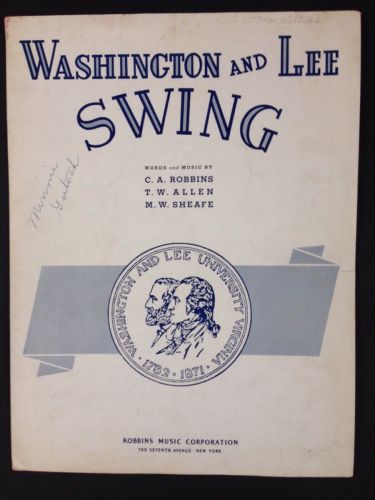 WASHINGTON AND LEE
SWING
WORDS and MUSIC BY
C. A. ROBBINS
T. W. ALLEN
M. W. SHEAFE
Minnie
WASHINGTON AND LEE UNIVERSITY VIRGINIA
· 1782 · 1871 ·
ROBBINS MUSIC CORPORATION
799 SEVENTH AVENUE · NEW YORK